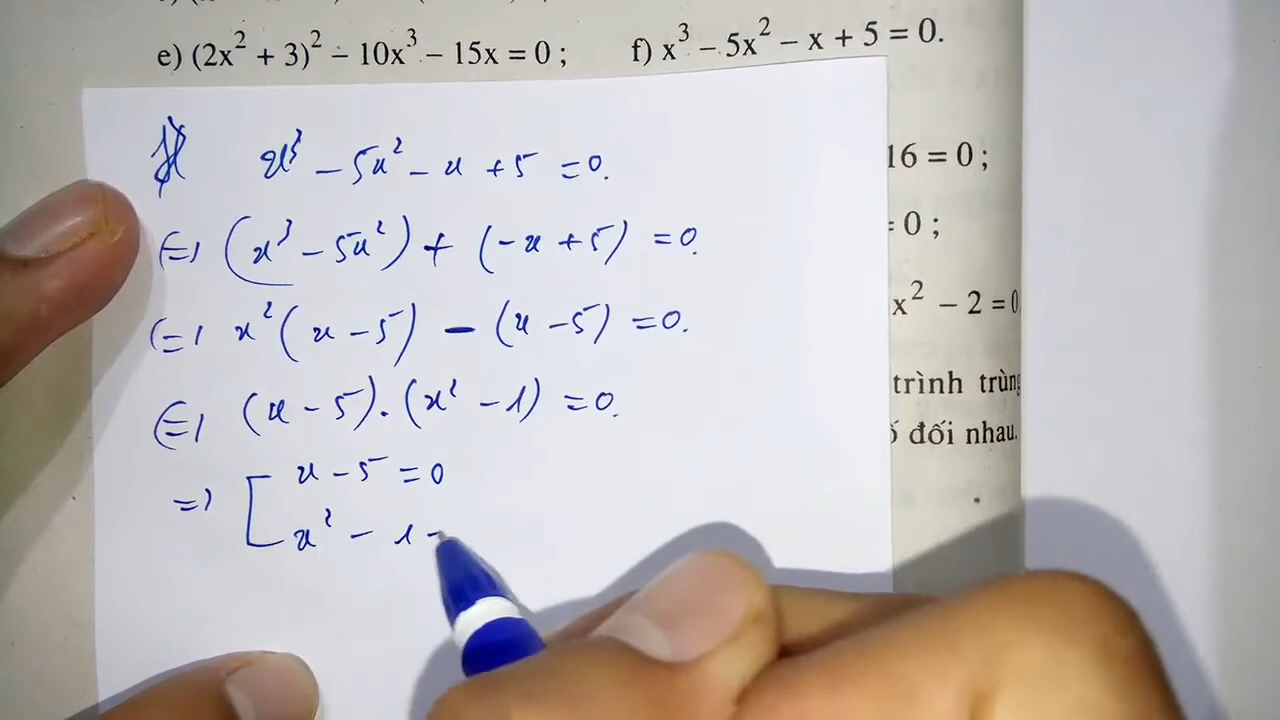 e) (2x² + 3)² − 10x³ − 15x = 0 ; f) x³ − 5x² − x + 5 = 0.
f) x³ − 5x² − x + 5 = 0.
16 = 0 ;
<=> (x³ − 5x²) + (−x + 5) = 0.
= 0 ;
<=> x²(x − 5) − (x − 5) = 0.
x² − 2 = 0
<=> (x − 5).(x² − 1) = 0.
trình trùng
đối nhau.
=> [ x − 5 = 0
x² − 1